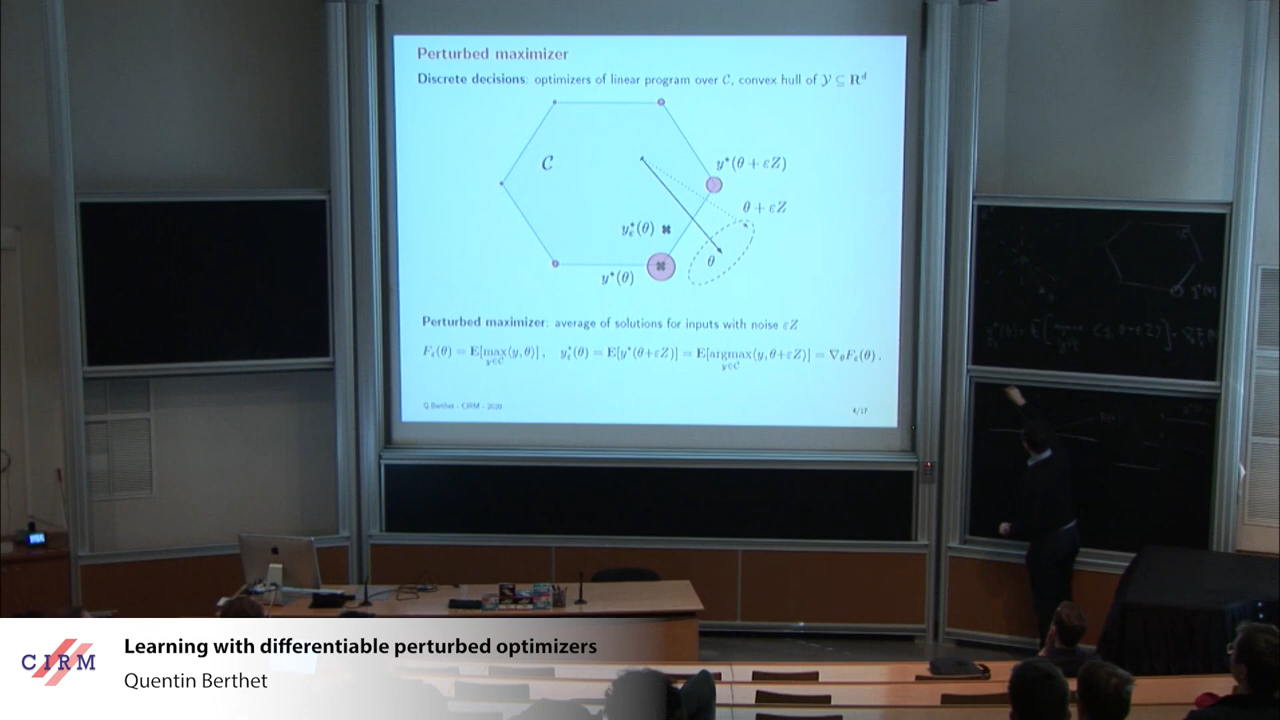 Perturbed maximizer
Discrete decisions: optimizers of linear program over C, convex hull of 𝒴 ⊆ R^d
C
y*(θ + εZ)
θ + εZ
y*_ε(θ)
θ
y*(θ)
Perturbed maximizer: average of solutions for inputs with noise εZ
F_ε(θ) = E[max_{y∈C}⟨y, θ⟩], y*_ε(θ) = E[y*(θ+εZ)] = E[argmax_{y∈C}⟨y, θ+εZ⟩] = ∇_θF_ε(θ).
Q.Berthet - CIRM - 2020
4/17
CIRM
Learning with differentiable perturbed optimizers
Quentin Berthet